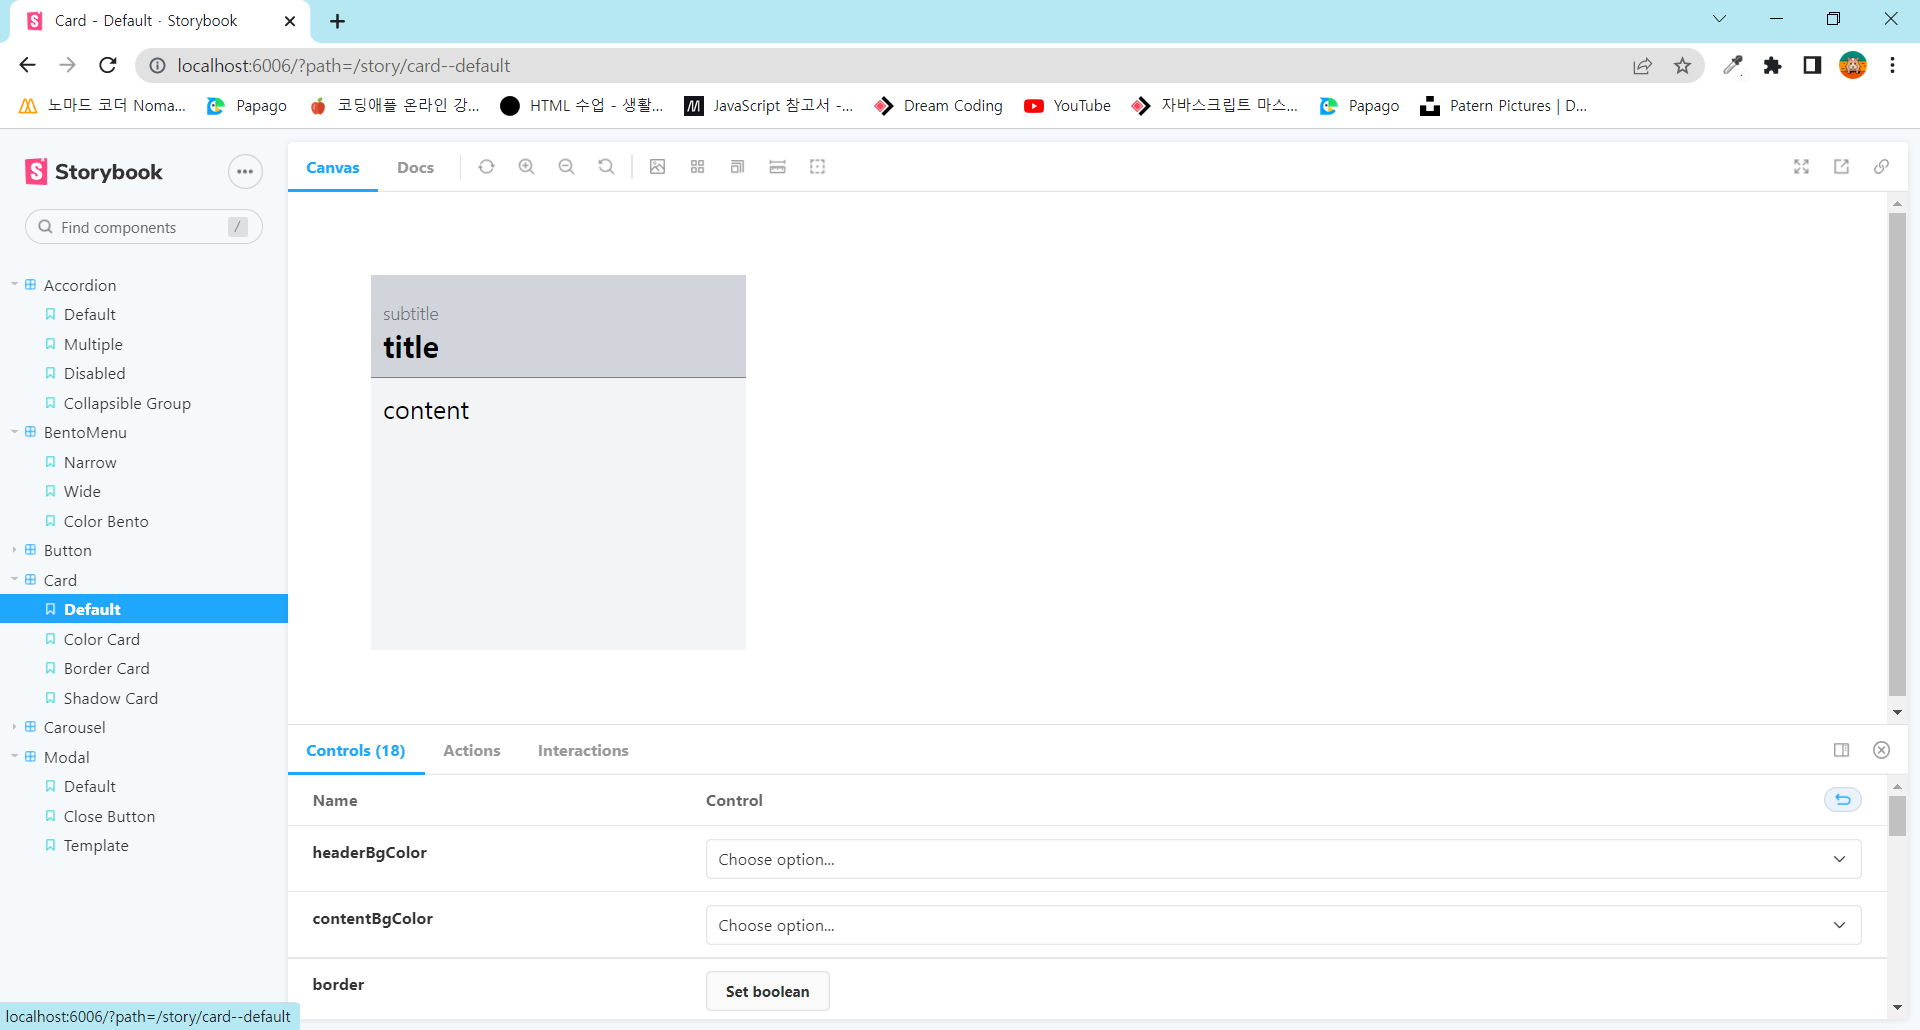 Card - Default · Storybook
localhost:6006/?path=/story/card--default
노마드 코더 Noma... Papago 코딩애플 온라인 강... HTML 수업 - 생활... JavaScript 참고서 -... Dream Coding YouTube 자바스크립트 마스... Papago Patern Pictures | D...
Storybook
Canvas Docs
Find components /
Accordion
Default
Multiple
Disabled
Collapsible Group
BentoMenu
Narrow
Wide
Color Bento
Button
Card
Default
Color Card
Border Card
Shadow Card
Carousel
Modal
Default
Close Button
Template
subtitle
title
content
Controls (18) Actions Interactions
Name Control
headerBgColor Choose option...
contentBgColor Choose option...
border Set boolean
localhost:6006/?path=/story/card--default